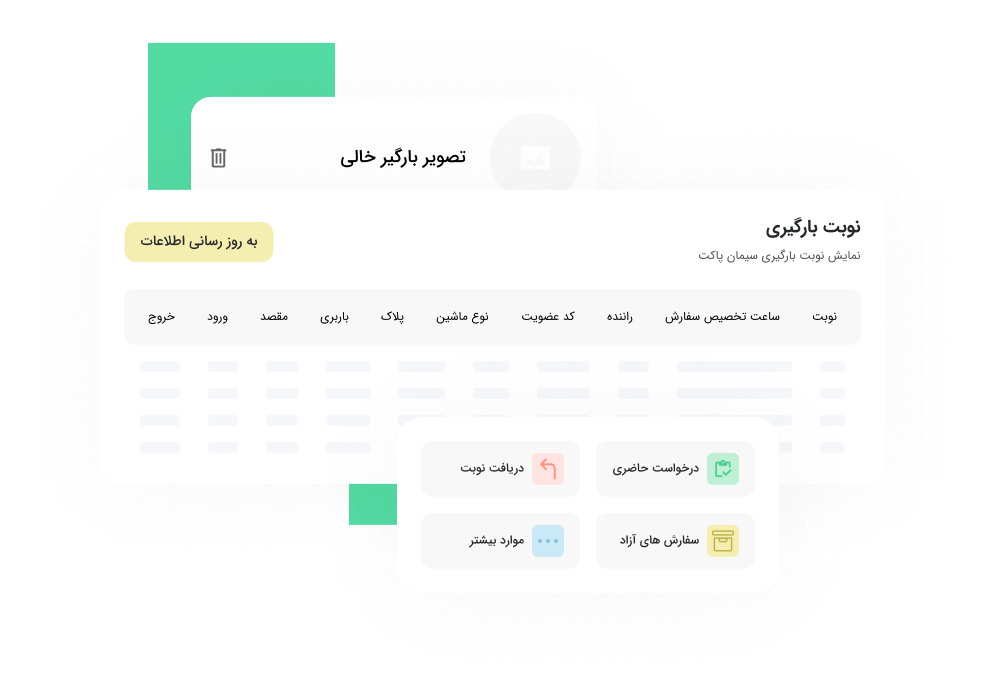 تصویر بارگیر خالی
نوبت بارگیری
به روز رسانی اطلاعات
نمایش نوبت بارگیری سیمان پاکت
نوبت ساعت تخصیص سفارش راننده کد عضویت نوع ماشین پلاک باربری مقصد ورود خروج
درخواست حاضری دریافت نوبت
سفارش های آزاد موارد بیشتر